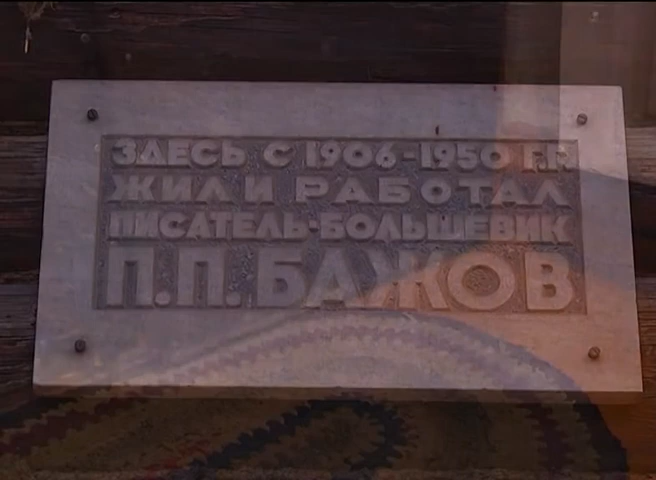 ЗДЕСЬ С 1906-1950 Г.Г.
ЖИЛ И РАБОТАЛ
ПИСАТЕЛЬ-БОЛЬШЕВИК
П.П. БАЖОВ